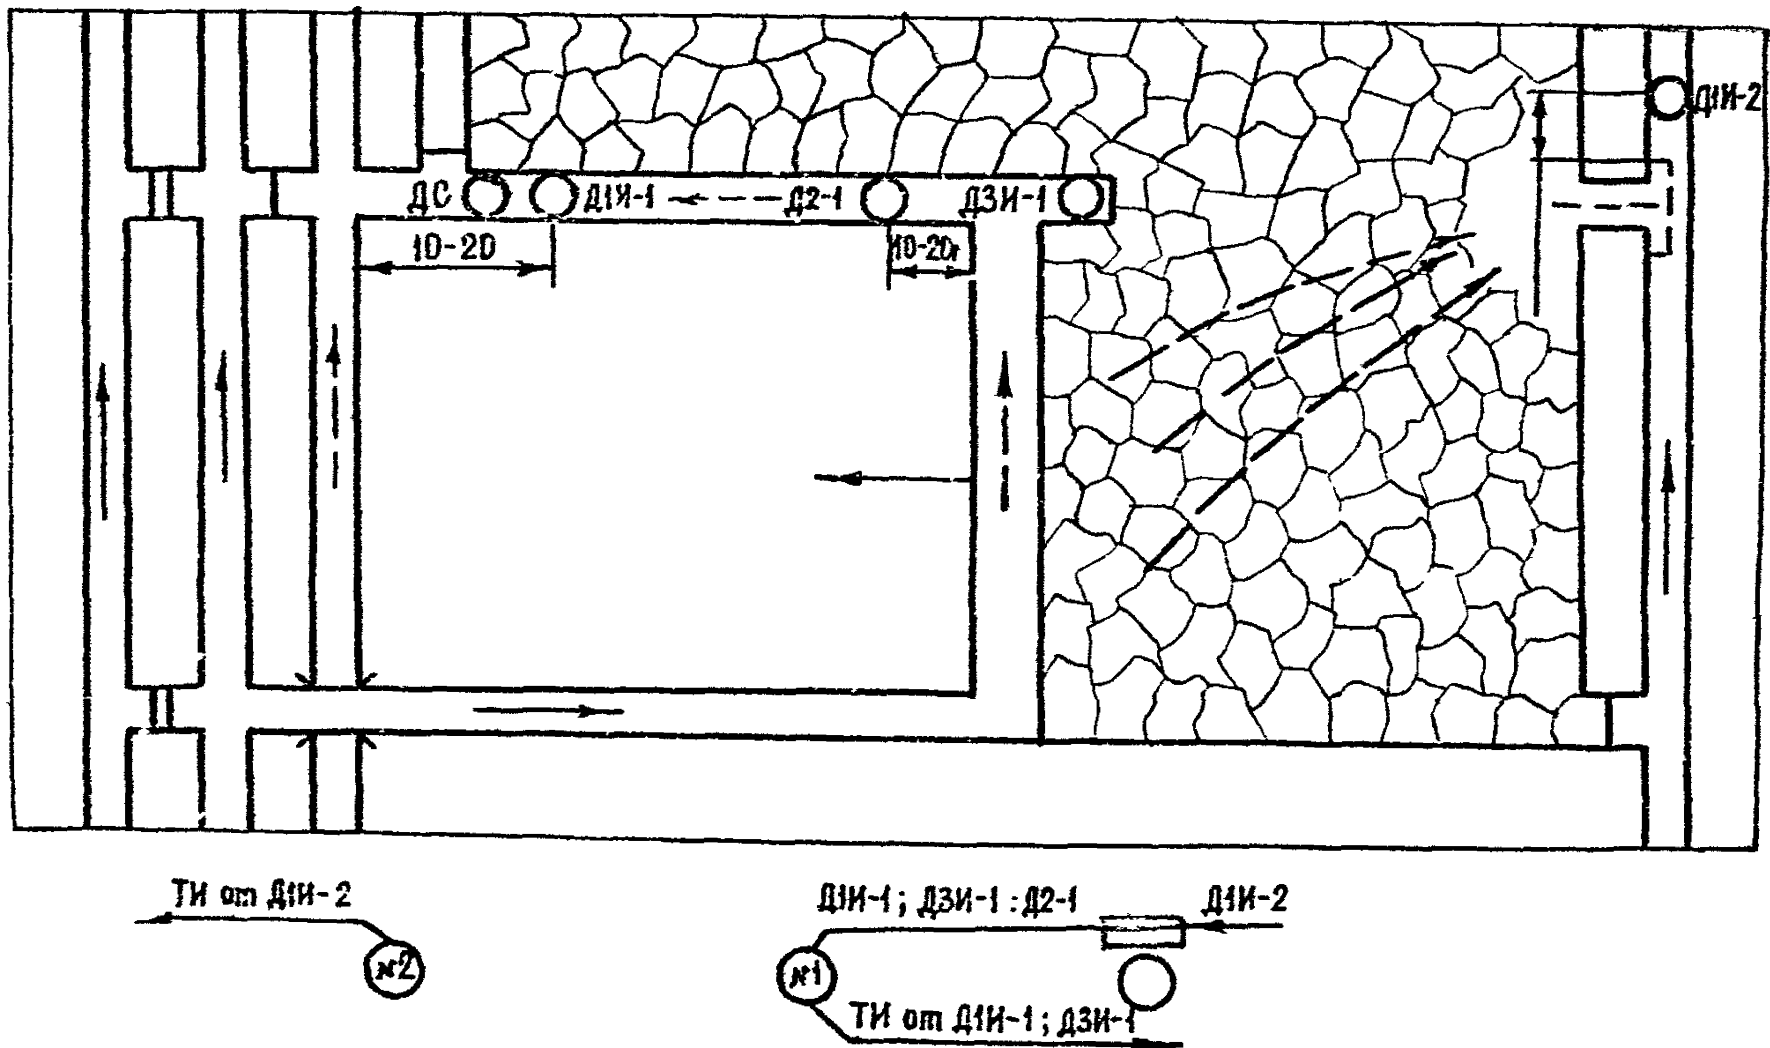 Д1И-2
ДС Д1И-1 Д2-1 Д3И-1
10-20 10-20
ТИ от Д1И-2
№2
Д1И-1; Д3И-1 : Д2-1 Д1И-2
№1
ТИ от Д1И-1; Д3И-1